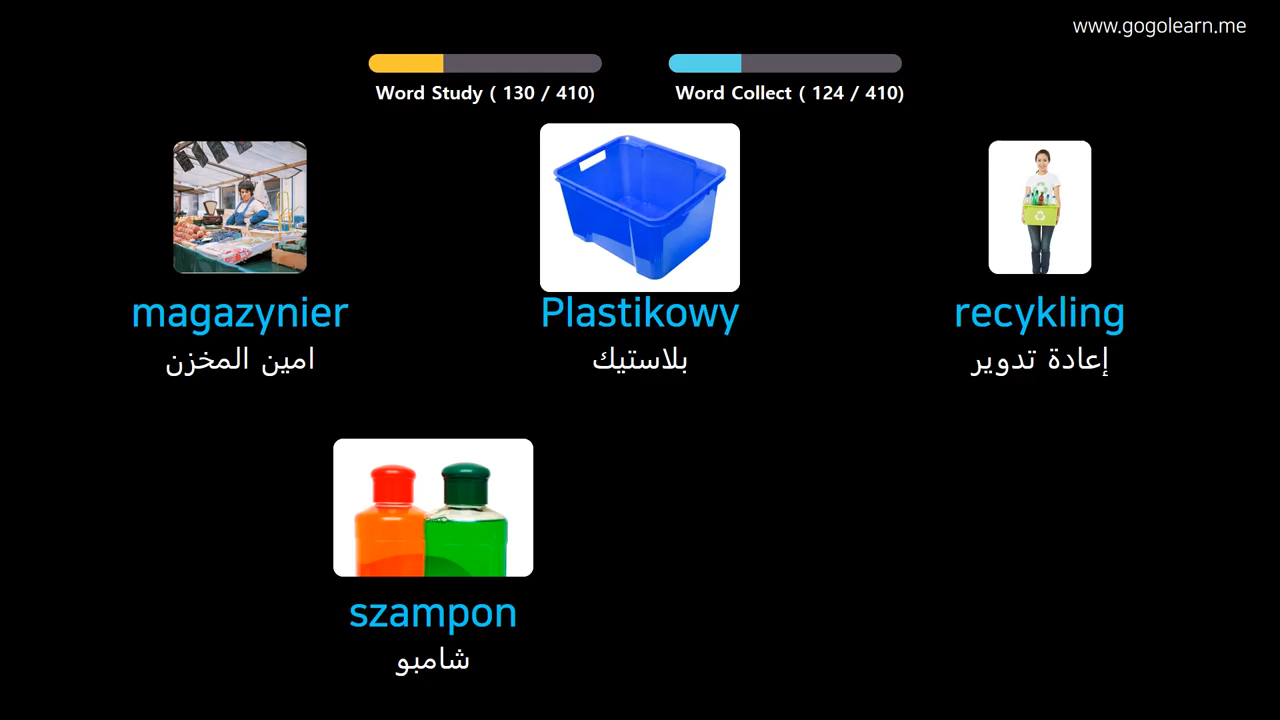 www.gogolearn.me
Word Study ( 130 / 410)
Word Collect ( 124 / 410)
magazynier
امين المخزن
Plastikowy
بلاستيك
recykling
إعادة تدوير
szampon
شامبو